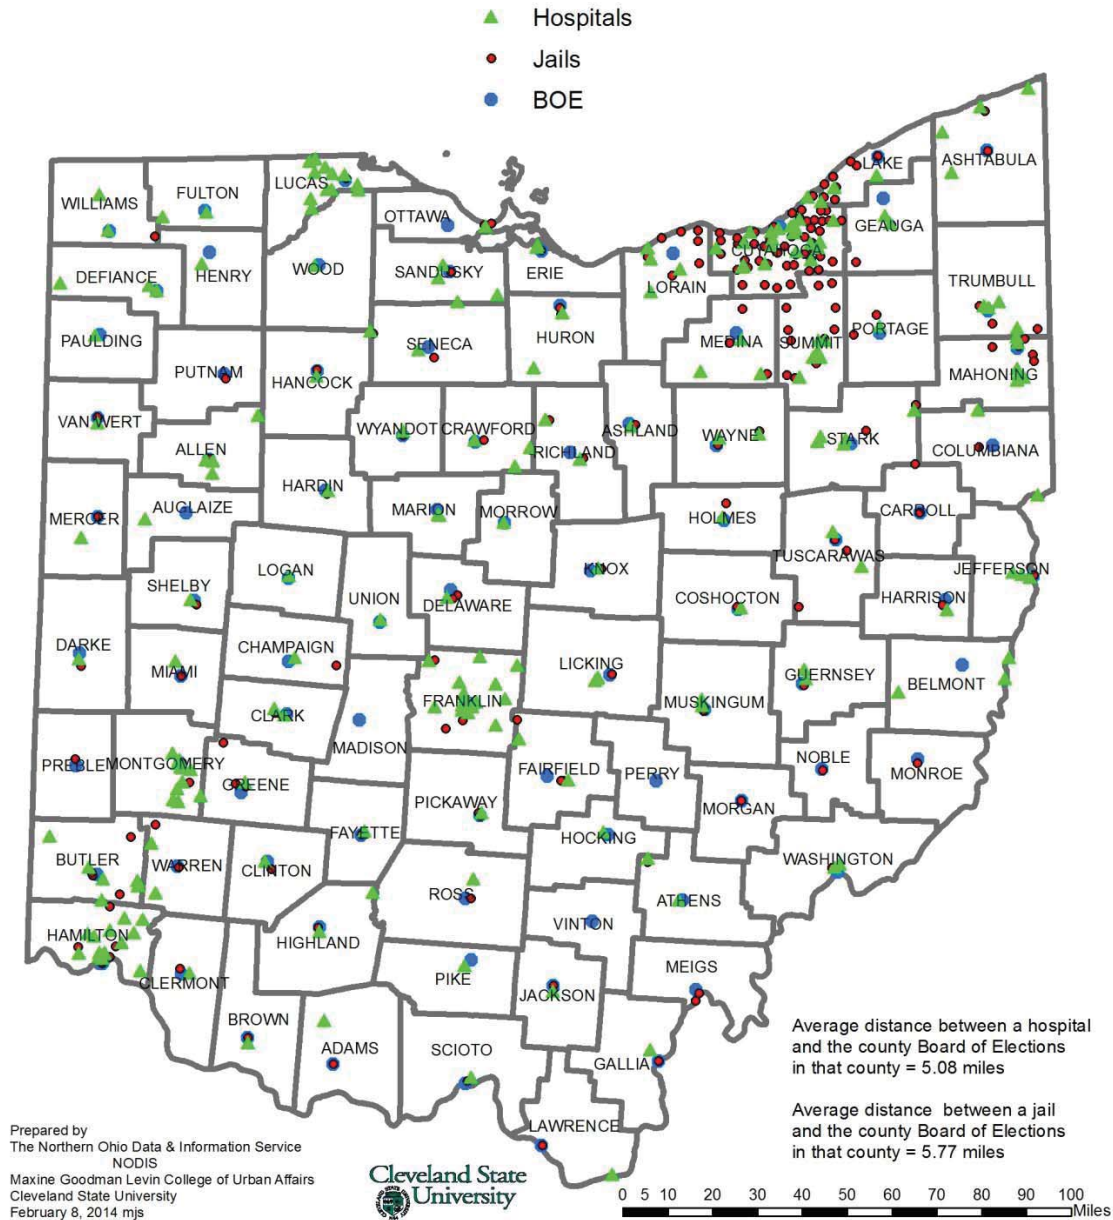 Hospitals
Jails
BOE
LAKE
ASHTABULA
LUCAS
FULTON
WILLIAMS
OTTAWA
GEAUGA
CUYAHOGA
HENRY
WOOD
SANDUSKY
ERIE
LORAIN
DEFIANCE
TRUMBULL
PAULDING
SENECA
HURON
MEDINA
SUMMIT
PORTAGE
PUTNAM
HANCOCK
MAHONING
VAN WERT
WYANDOT
CRAWFORD
RICHLAND
ASHLAND
WAYNE
STARK
COLUMBIANA
ALLEN
HARDIN
AUGLAIZE
MERCER
MARION
MORROW
HOLMES
CARROLL
TUSCARAWAS
JEFFERSON
LOGAN
KNOX
SHELBY
UNION
DELAWARE
COSHOCTON
HARRISON
DARKE
CHAMPAIGN
MIAMI
LICKING
GUERNSEY
BELMONT
FRANKLIN
MUSKINGUM
CLARK
MADISON
NOBLE
MONROE
PREBLE
MONTGOMERY
GREENE
FAIRFIELD
PERRY
PICKAWAY
MORGAN
FAYETTE
HOCKING
BUTLER
WARREN
CLINTON
WASHINGTON
ROSS
ATHENS
VINTON
HAMILTON
HIGHLAND
MEIGS
CLERMONT
PIKE
JACKSON
BROWN
ADAMS
SCIOTO
GALLIA
LAWRENCE
Average distance between a hospital
and the county Board of Elections
in that county = 5.08 miles
Average distance between a jail
and the county Board of Elections
in that county = 5.77 miles
Prepared by
The Northern Ohio Data & Information Service
NODIS
Maxine Goodman Levin College of Urban Affairs
Cleveland State University
February 8, 2014 mjs
Cleveland State
University
0 5 10 20 30 40 50 60 70 80 90 100
Miles